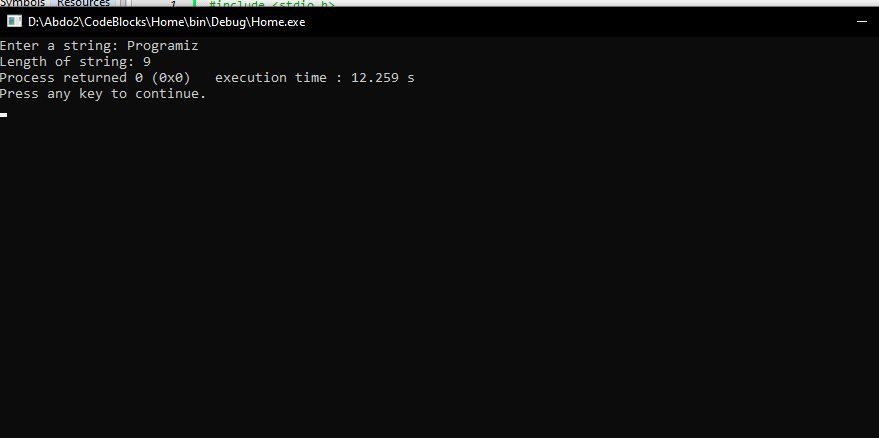 Symbols Resources 1 #include <stdio.h>
D:\Abdo2\CodeBlocks\Home\bin\Debug\Home.exe
Enter a string: Programiz
Length of string: 9
Process returned 0 (0x0)   execution time : 12.259 s
Press any key to continue.